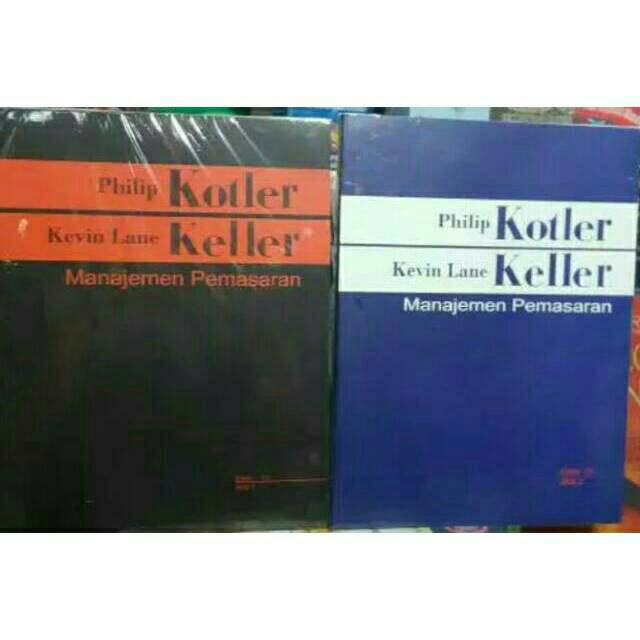 Philip Kotler
Kevin Lane Keller
Manajemen Pemasaran
Philip Kotler
Kevin Lane Keller
Manajemen Pemasaran